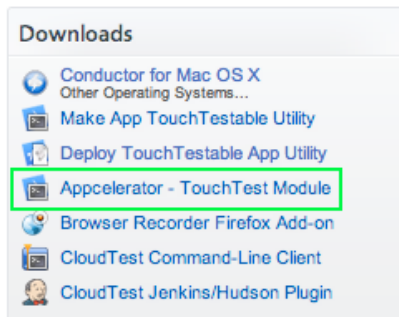 Downloads
Conductor for Mac OS X
Other Operating Systems...
Make App TouchTestable Utility
Deploy TouchTestable App Utility
Appcelerator - TouchTest Module
Browser Recorder Firefox Add-on
CloudTest Command-Line Client
CloudTest Jenkins/Hudson Plugin